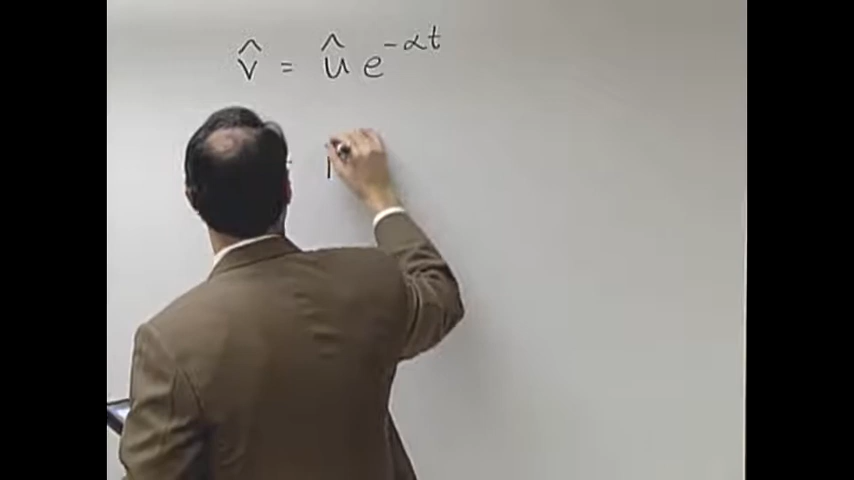 v̂ = û e^{-αt}